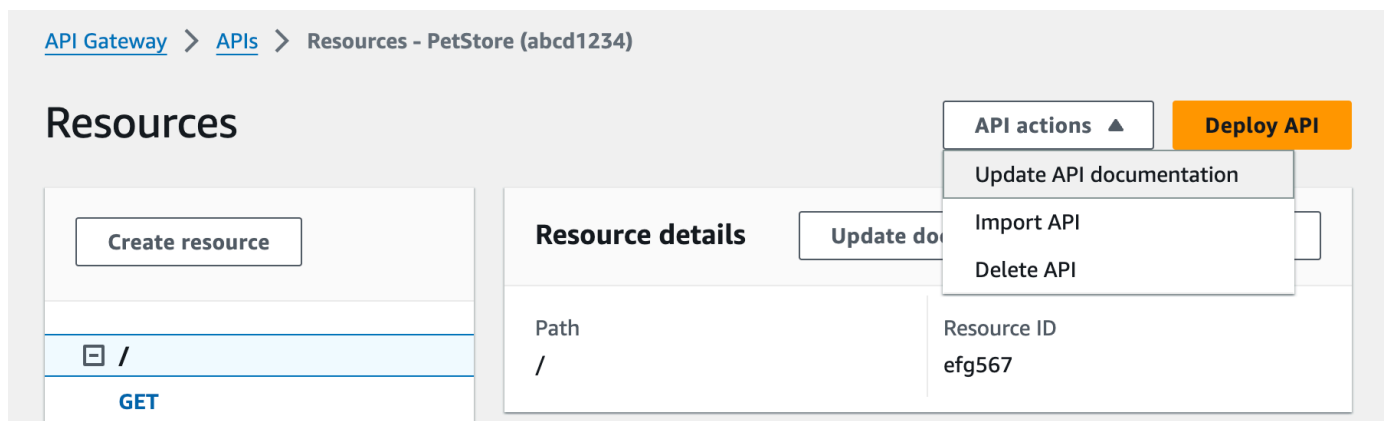 API Gateway > APIs > Resources - PetStore (abcd1234)
Resources
API actions ▲
Deploy API
Update API documentation
Import API
Delete API
Create resource
Resource details
Update
Path
/
Resource ID
efg567
/
GET